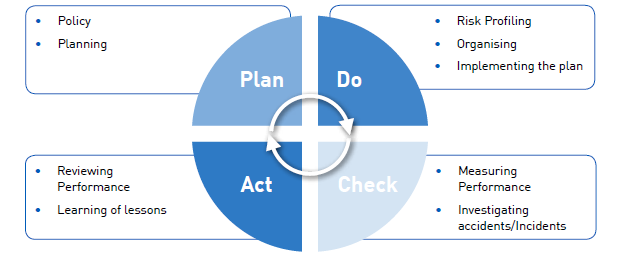 • Policy
• Planning
Plan
Do
• Risk Profiling
• Organising
• Implementing the plan
• Reviewing
Performance
• Learning of lessons
Act
Check
• Measuring
Performance
• Investigating
accidents/Incidents